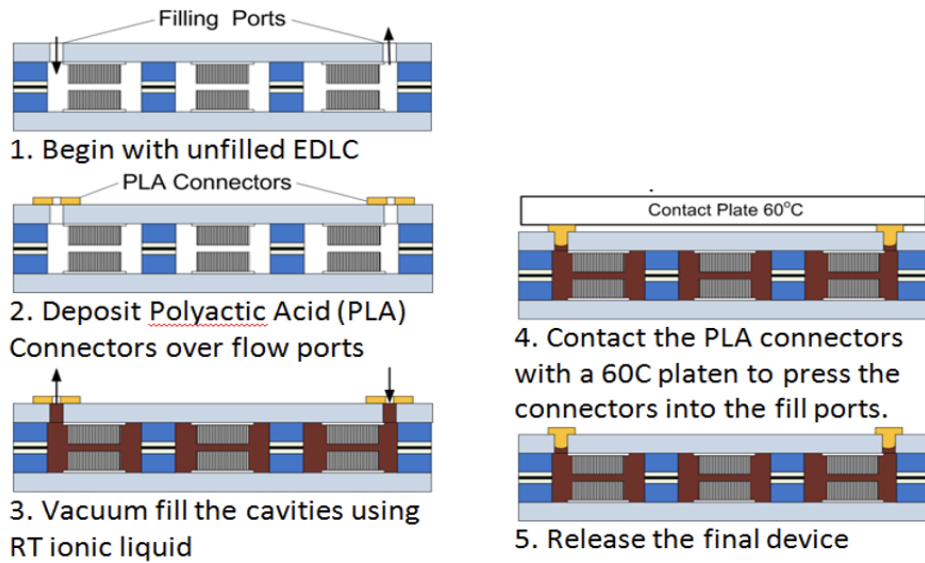 Filling Ports
1. Begin with unfilled EDLC
PLA Connectors
2. Deposit Polyactic Acid (PLA)
Connectors over flow ports
3. Vacuum fill the cavities using
RT ionic liquid
Contact Plate 60°C
4. Contact the PLA connectors
with a 60C platen to press the
connectors into the fill ports.
5. Release the final device